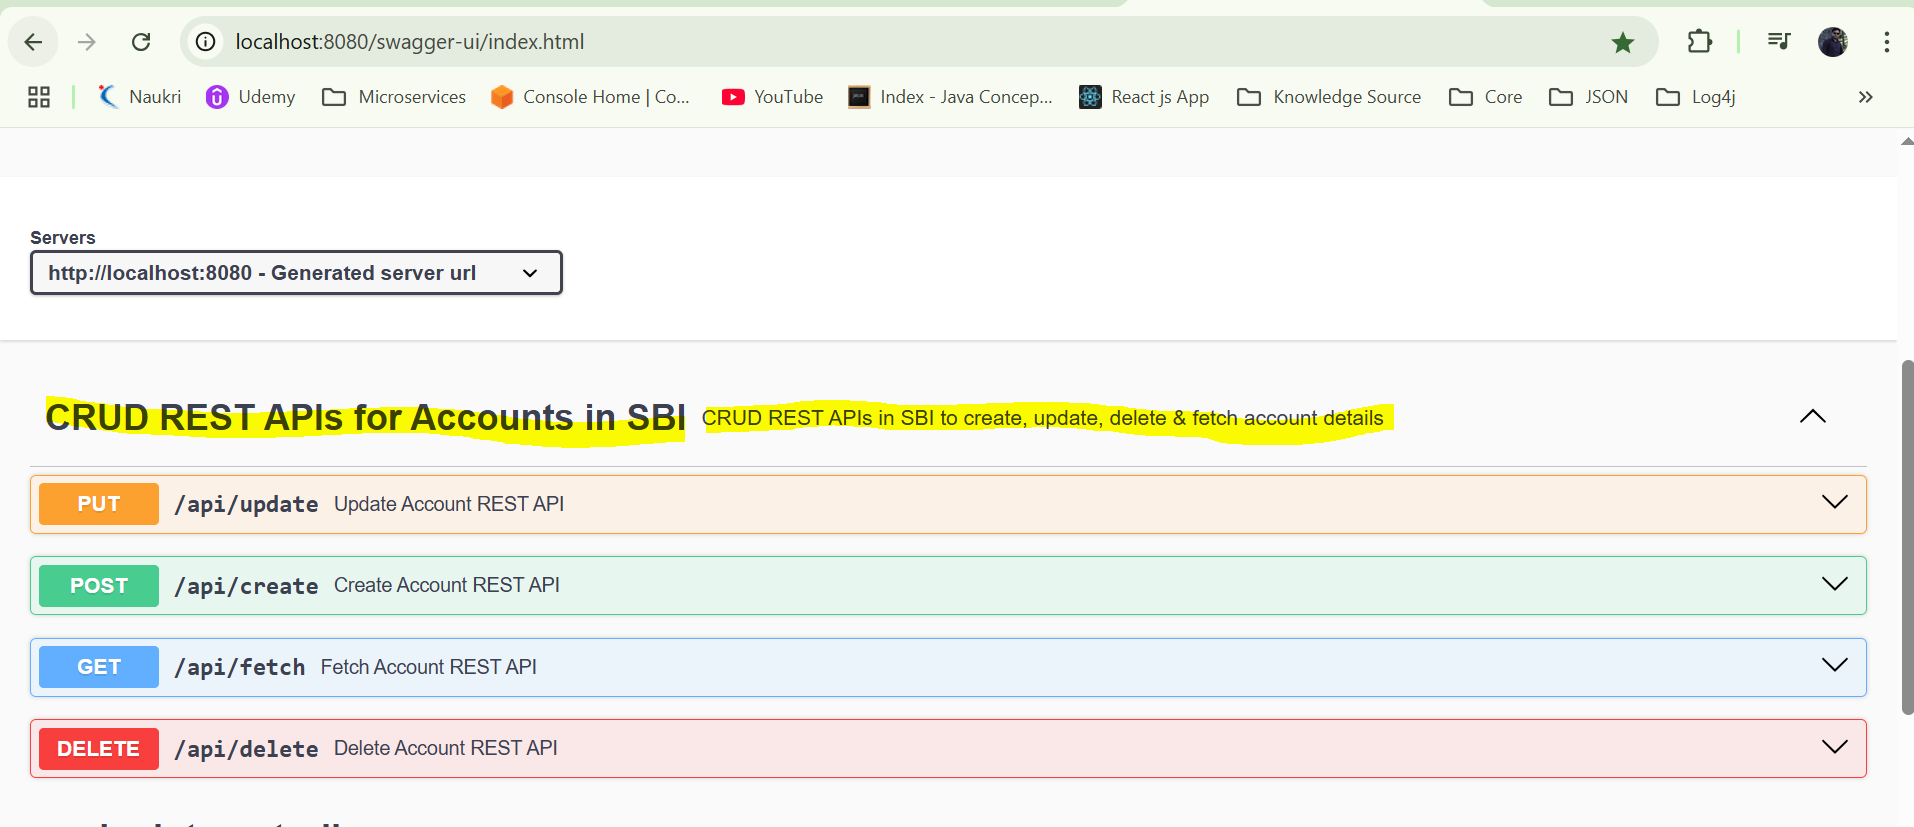 localhost:8080/swagger-ui/index.html
Naukri Udemy Microservices Console Home | Co... YouTube Index - Java Concep... React js App Knowledge Source Core JSON Log4j
Servers
http://localhost:8080 - Generated server url
CRUD REST APIs for Accounts in SBI CRUD REST APIs in SBI to create, update, delete & fetch account details
PUT /api/update Update Account REST API
POST /api/create Create Account REST API
GET /api/fetch Fetch Account REST API
DELETE /api/delete Delete Account REST API